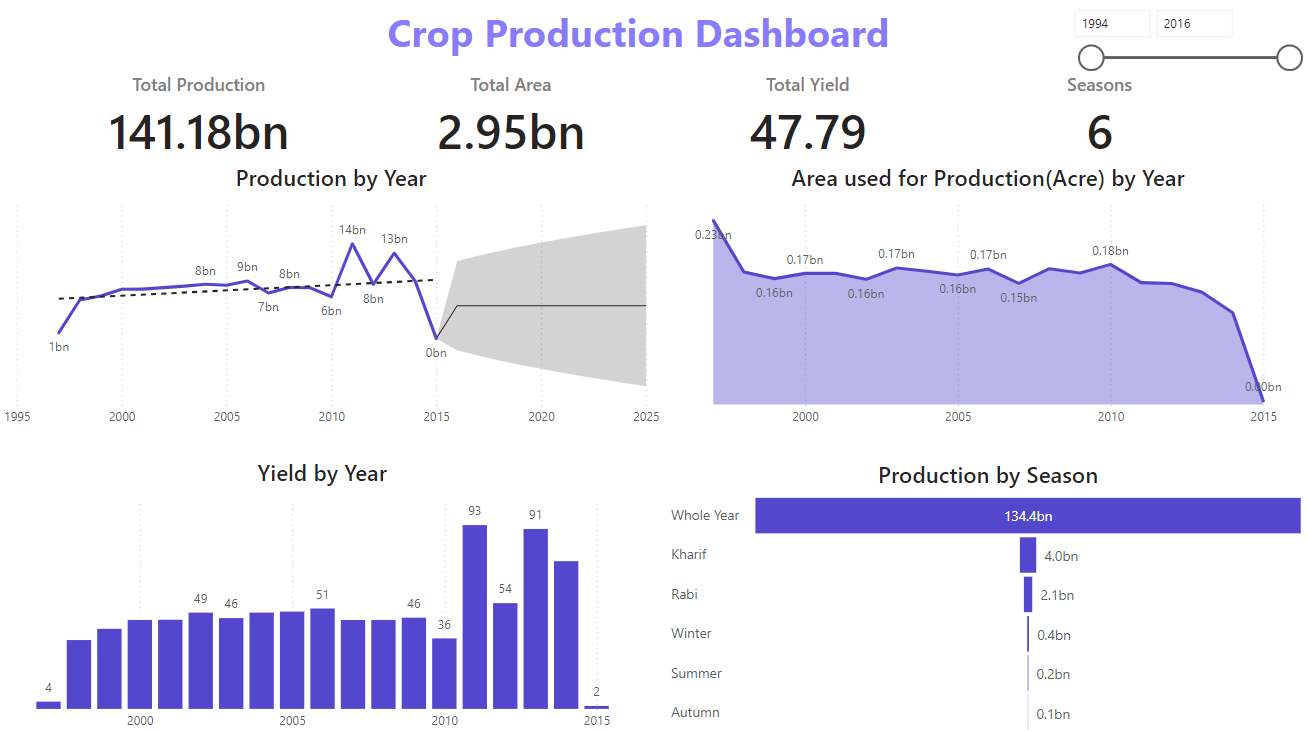 Crop Production Dashboard
1994 2016
Total Production Total Area Total Yield Seasons
141.18bn 2.95bn 47.79 6
Production by Year
14bn
13bn
8bn 9bn 8bn
7bn 6bn 8bn
1bn 0bn
1995 2000 2005 2010 2015 2020 2025
Area used for Production(Acre) by Year
0.23bn 0.17bn 0.17bn 0.17bn 0.18bn
0.16bn 0.16bn 0.16bn 0.15bn
0.00bn
2000 2005 2010 2015
Yield by Year
93 91
49 46 51 46 54
36
4 2
2000 2005 2010 2015
Production by Season
Whole Year 134.4bn
Kharif 4.0bn
Rabi 2.1bn
Winter 0.4bn
Summer 0.2bn
Autumn 0.1bn